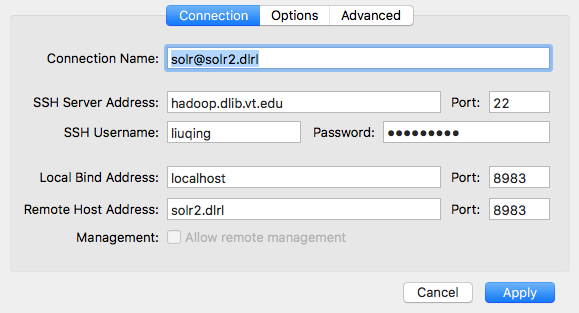 Connection Options Advanced
Connection Name: solr@solr2.dlrl
SSH Server Address: hadoop.dlib.vt.edu Port: 22
SSH Username: liuqing Password: •••••••••
Local Bind Address: localhost Port: 8983
Remote Host Address: solr2.dlrl Port: 8983
Management: Allow remote management
Cancel Apply